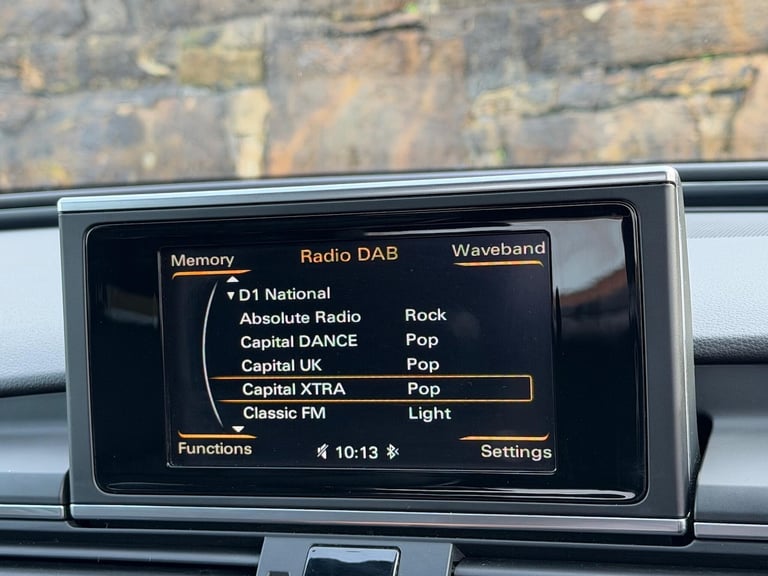 Memory Radio DAB Waveband
D1 National
Absolute Radio Rock
Capital DANCE Pop
Capital UK Pop
Capital XTRA Pop
Classic FM Light
Functions 10:13 Settings